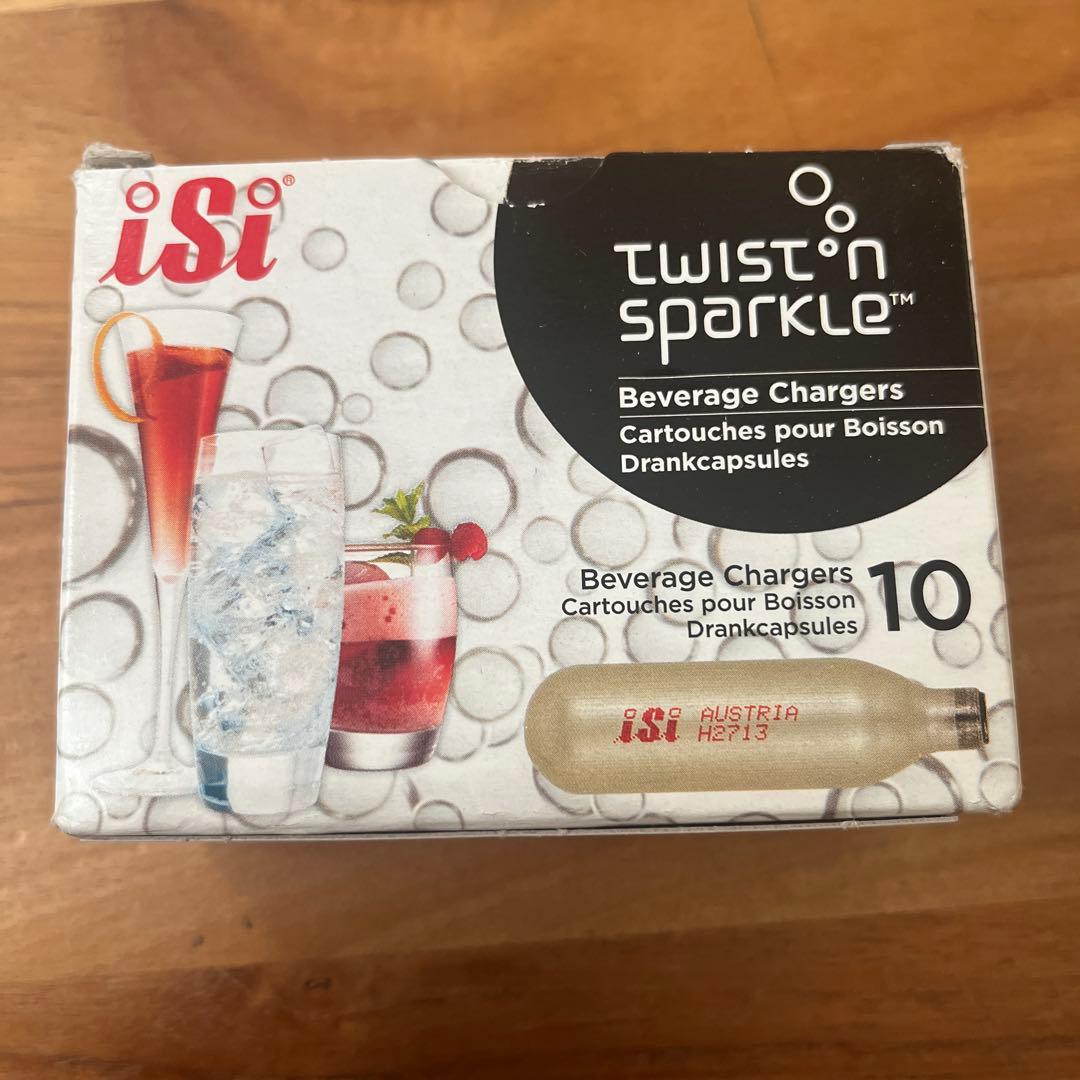 iSi®
TWIST'N
SPARKLE™
Beverage Chargers
Cartouches pour Boisson
Drankcapsules
Beverage Chargers
Cartouches pour Boisson
Drankcapsules
10
iSi AUSTRIA
H2713